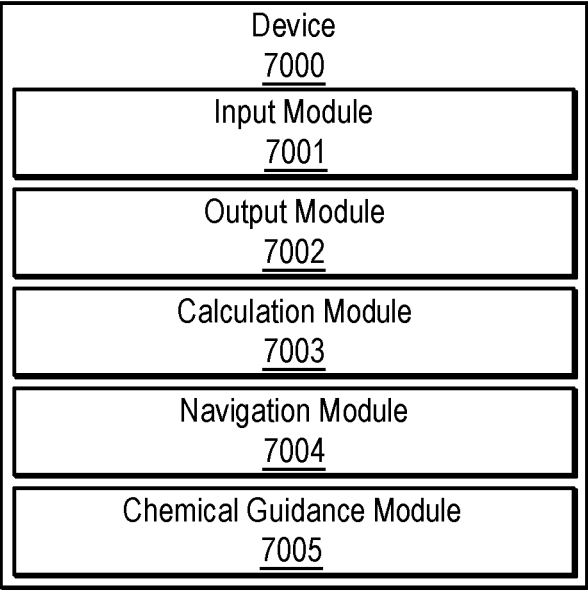 Device
7000
Input Module
7001
Output Module
7002
Calculation Module
7003
Navigation Module
7004
Chemical Guidance Module
7005